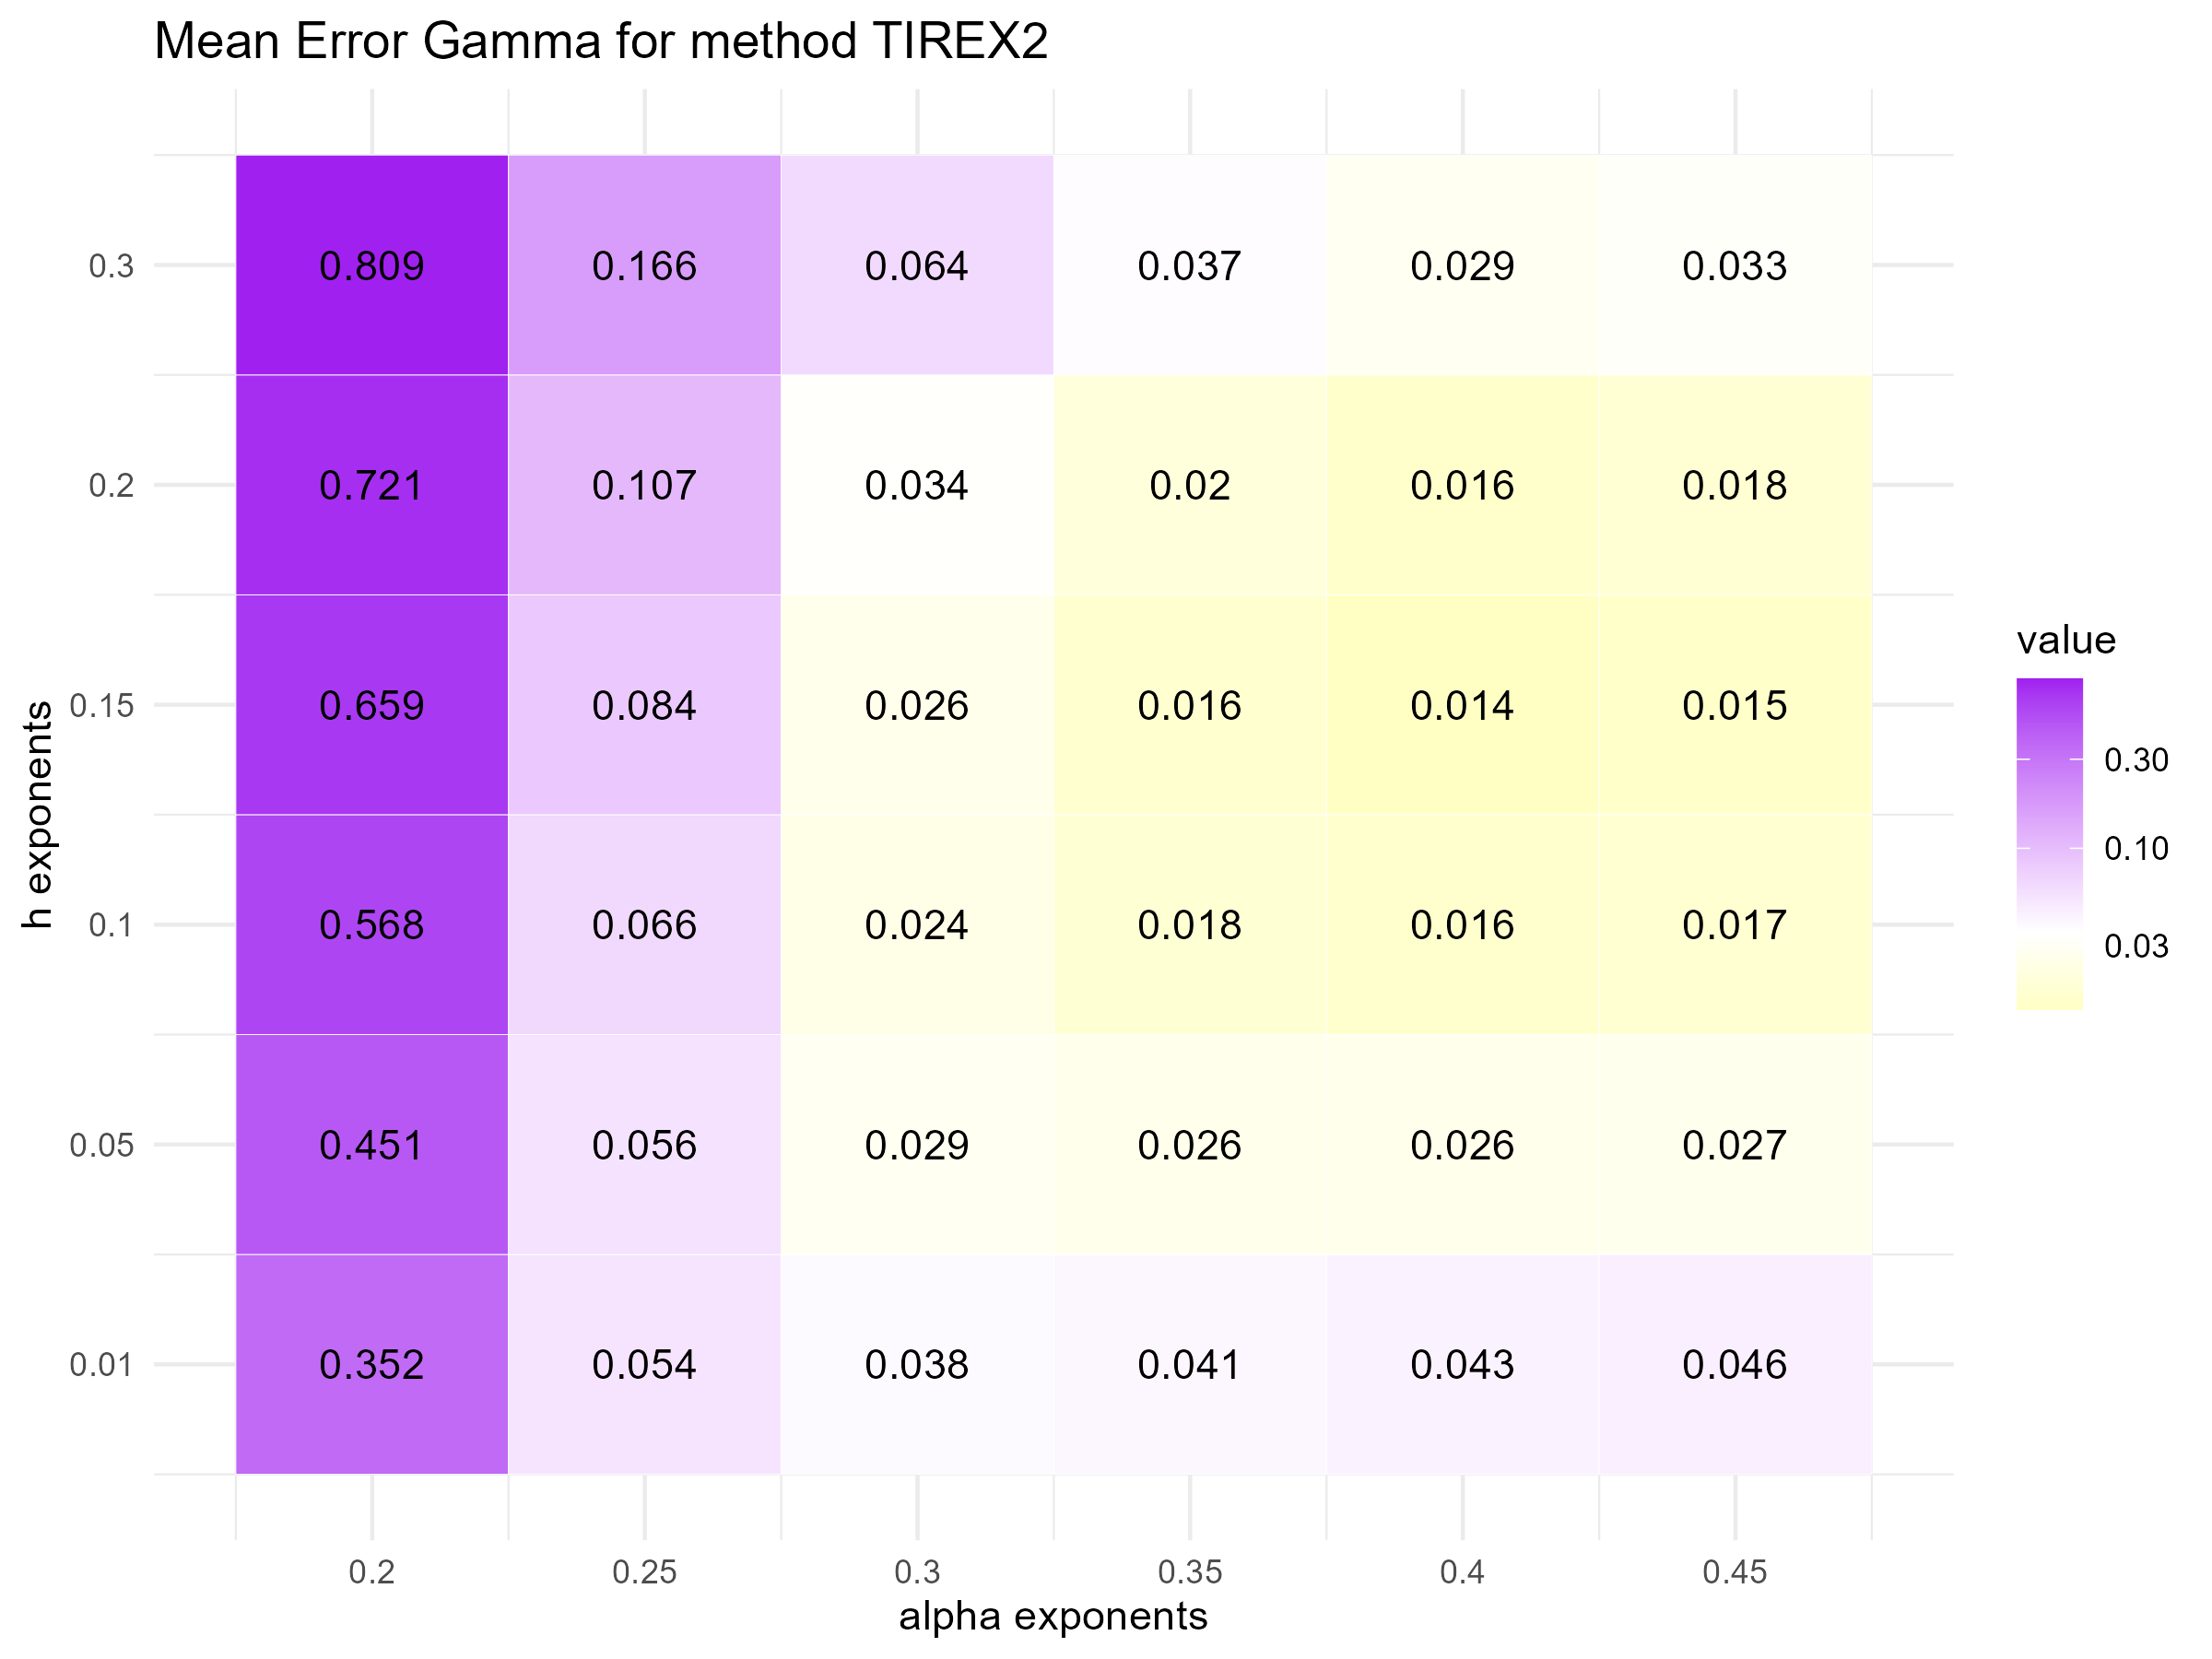 Mean Error Gamma for method TIREX2
h exponents
0.3 0.809 0.166 0.064 0.037 0.029 0.033
0.2 0.721 0.107 0.034 0.02 0.016 0.018
0.15 0.659 0.084 0.026 0.016 0.014 0.015
0.1 0.568 0.066 0.024 0.018 0.016 0.017
0.05 0.451 0.056 0.029 0.026 0.026 0.027
0.01 0.352 0.054 0.038 0.041 0.043 0.046
0.2 0.25 0.3 0.35 0.4 0.45
alpha exponents
value
0.30
0.10
0.03